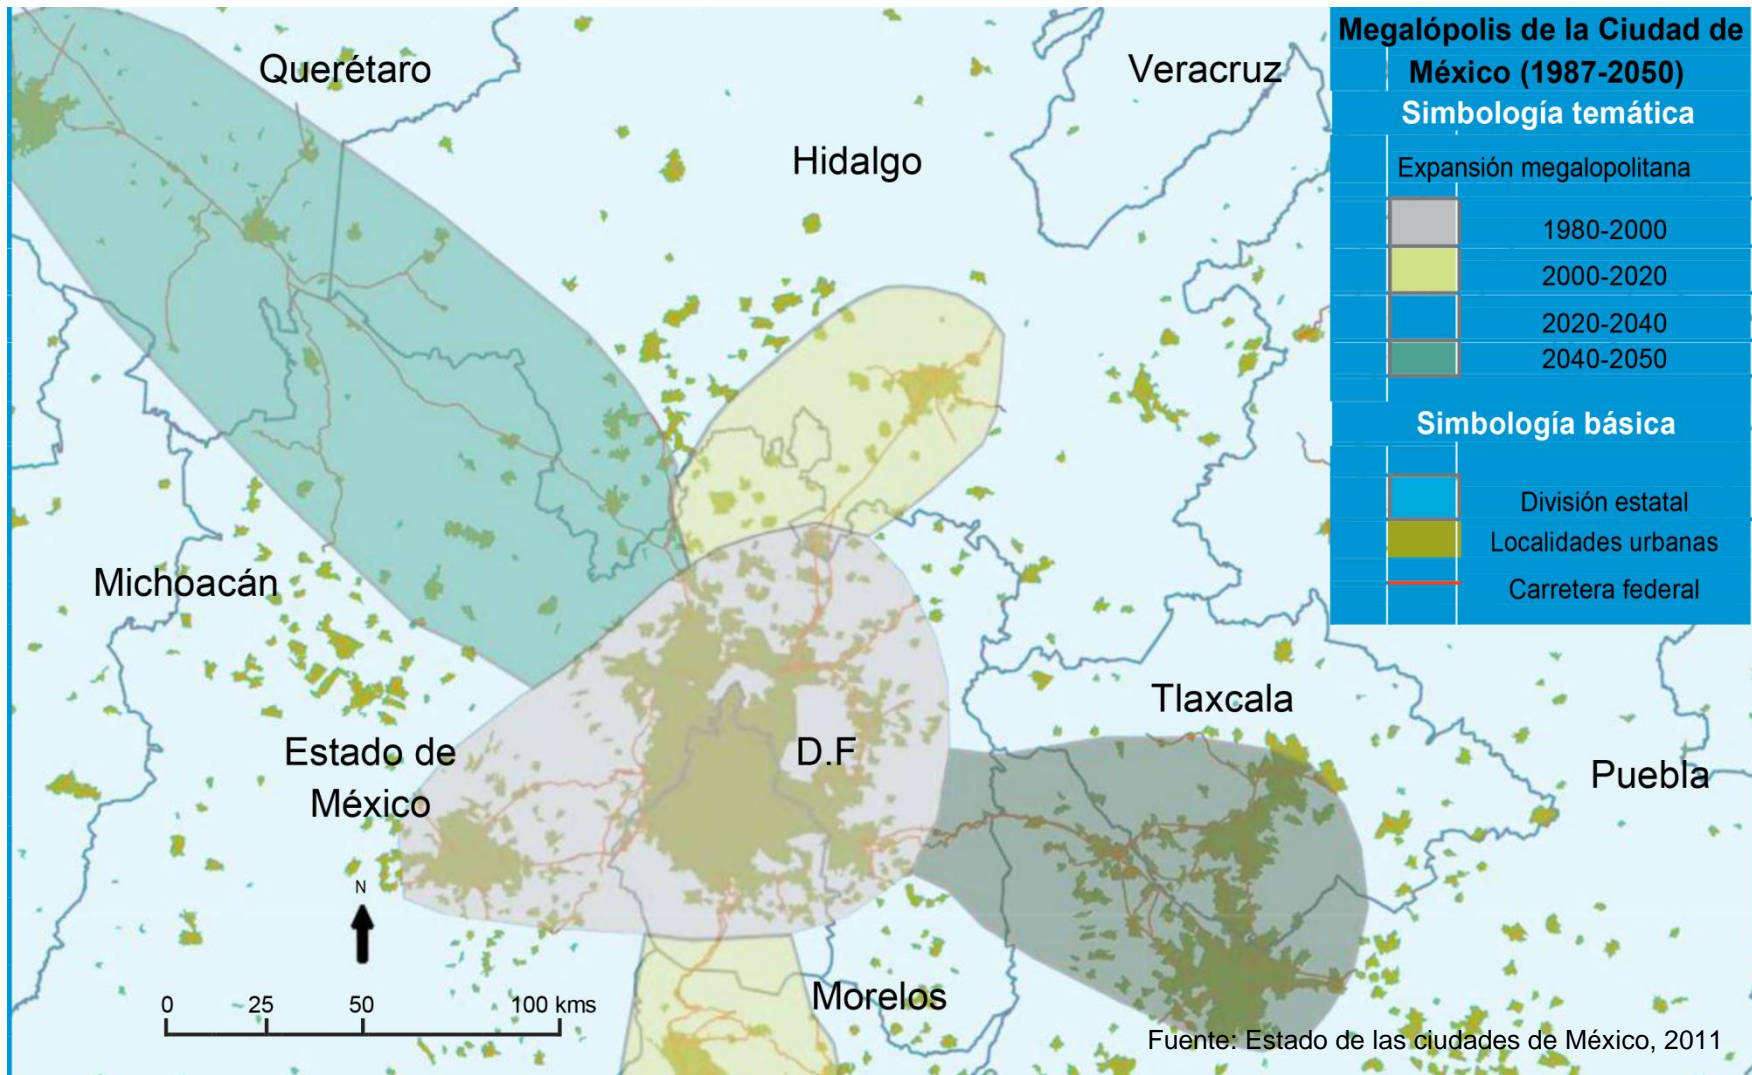 Megalópolis de la Ciudad de
México (1987-2050)
Simbología temática
Expansión megalopolitana
1980-2000
2000-2020
2020-2040
2040-2050
Simbología básica
División estatal
Localidades urbanas
Carretera federal
Querétaro
Veracruz
Hidalgo
Michoacán
Tlaxcala
Estado de
México
D.F
Puebla
N
Morelos
0 25 50 100 kms
Fuente: Estado de las ciudades de México, 2011